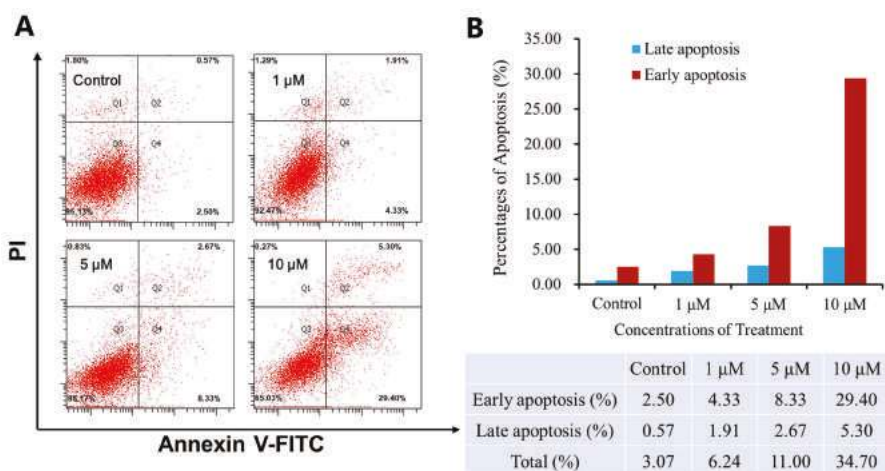 A
1.80% 0.57%
Control
Q1 Q2
Q3 Q4
95.13% 2.50%
1.29% 1.91%
1 μM
Q1 Q2
Q3 Q4
92.47% 4.33%
0.83% 2.67%
5 μM
Q1 Q2
Q3 Q4
88.17% 8.33%
0.27% 5.30%
10 μM
Q1 Q2
Q3 Q4
65.03% 29.40%
PI
Annexin V-FITC
B
Late apoptosis
Early apoptosis
Percentages of Apoptosis (%)
35.00
30.00
25.00
20.00
15.00
10.00
5.00
0.00
Control 1 μM 5 μM 10 μM
Concentrations of Treatment
Control 1 μM 5 μM 10 μM
Early apoptosis (%) 2.50 4.33 8.33 29.40
Late apoptosis (%) 0.57 1.91 2.67 5.30
Total (%) 3.07 6.24 11.00 34.70